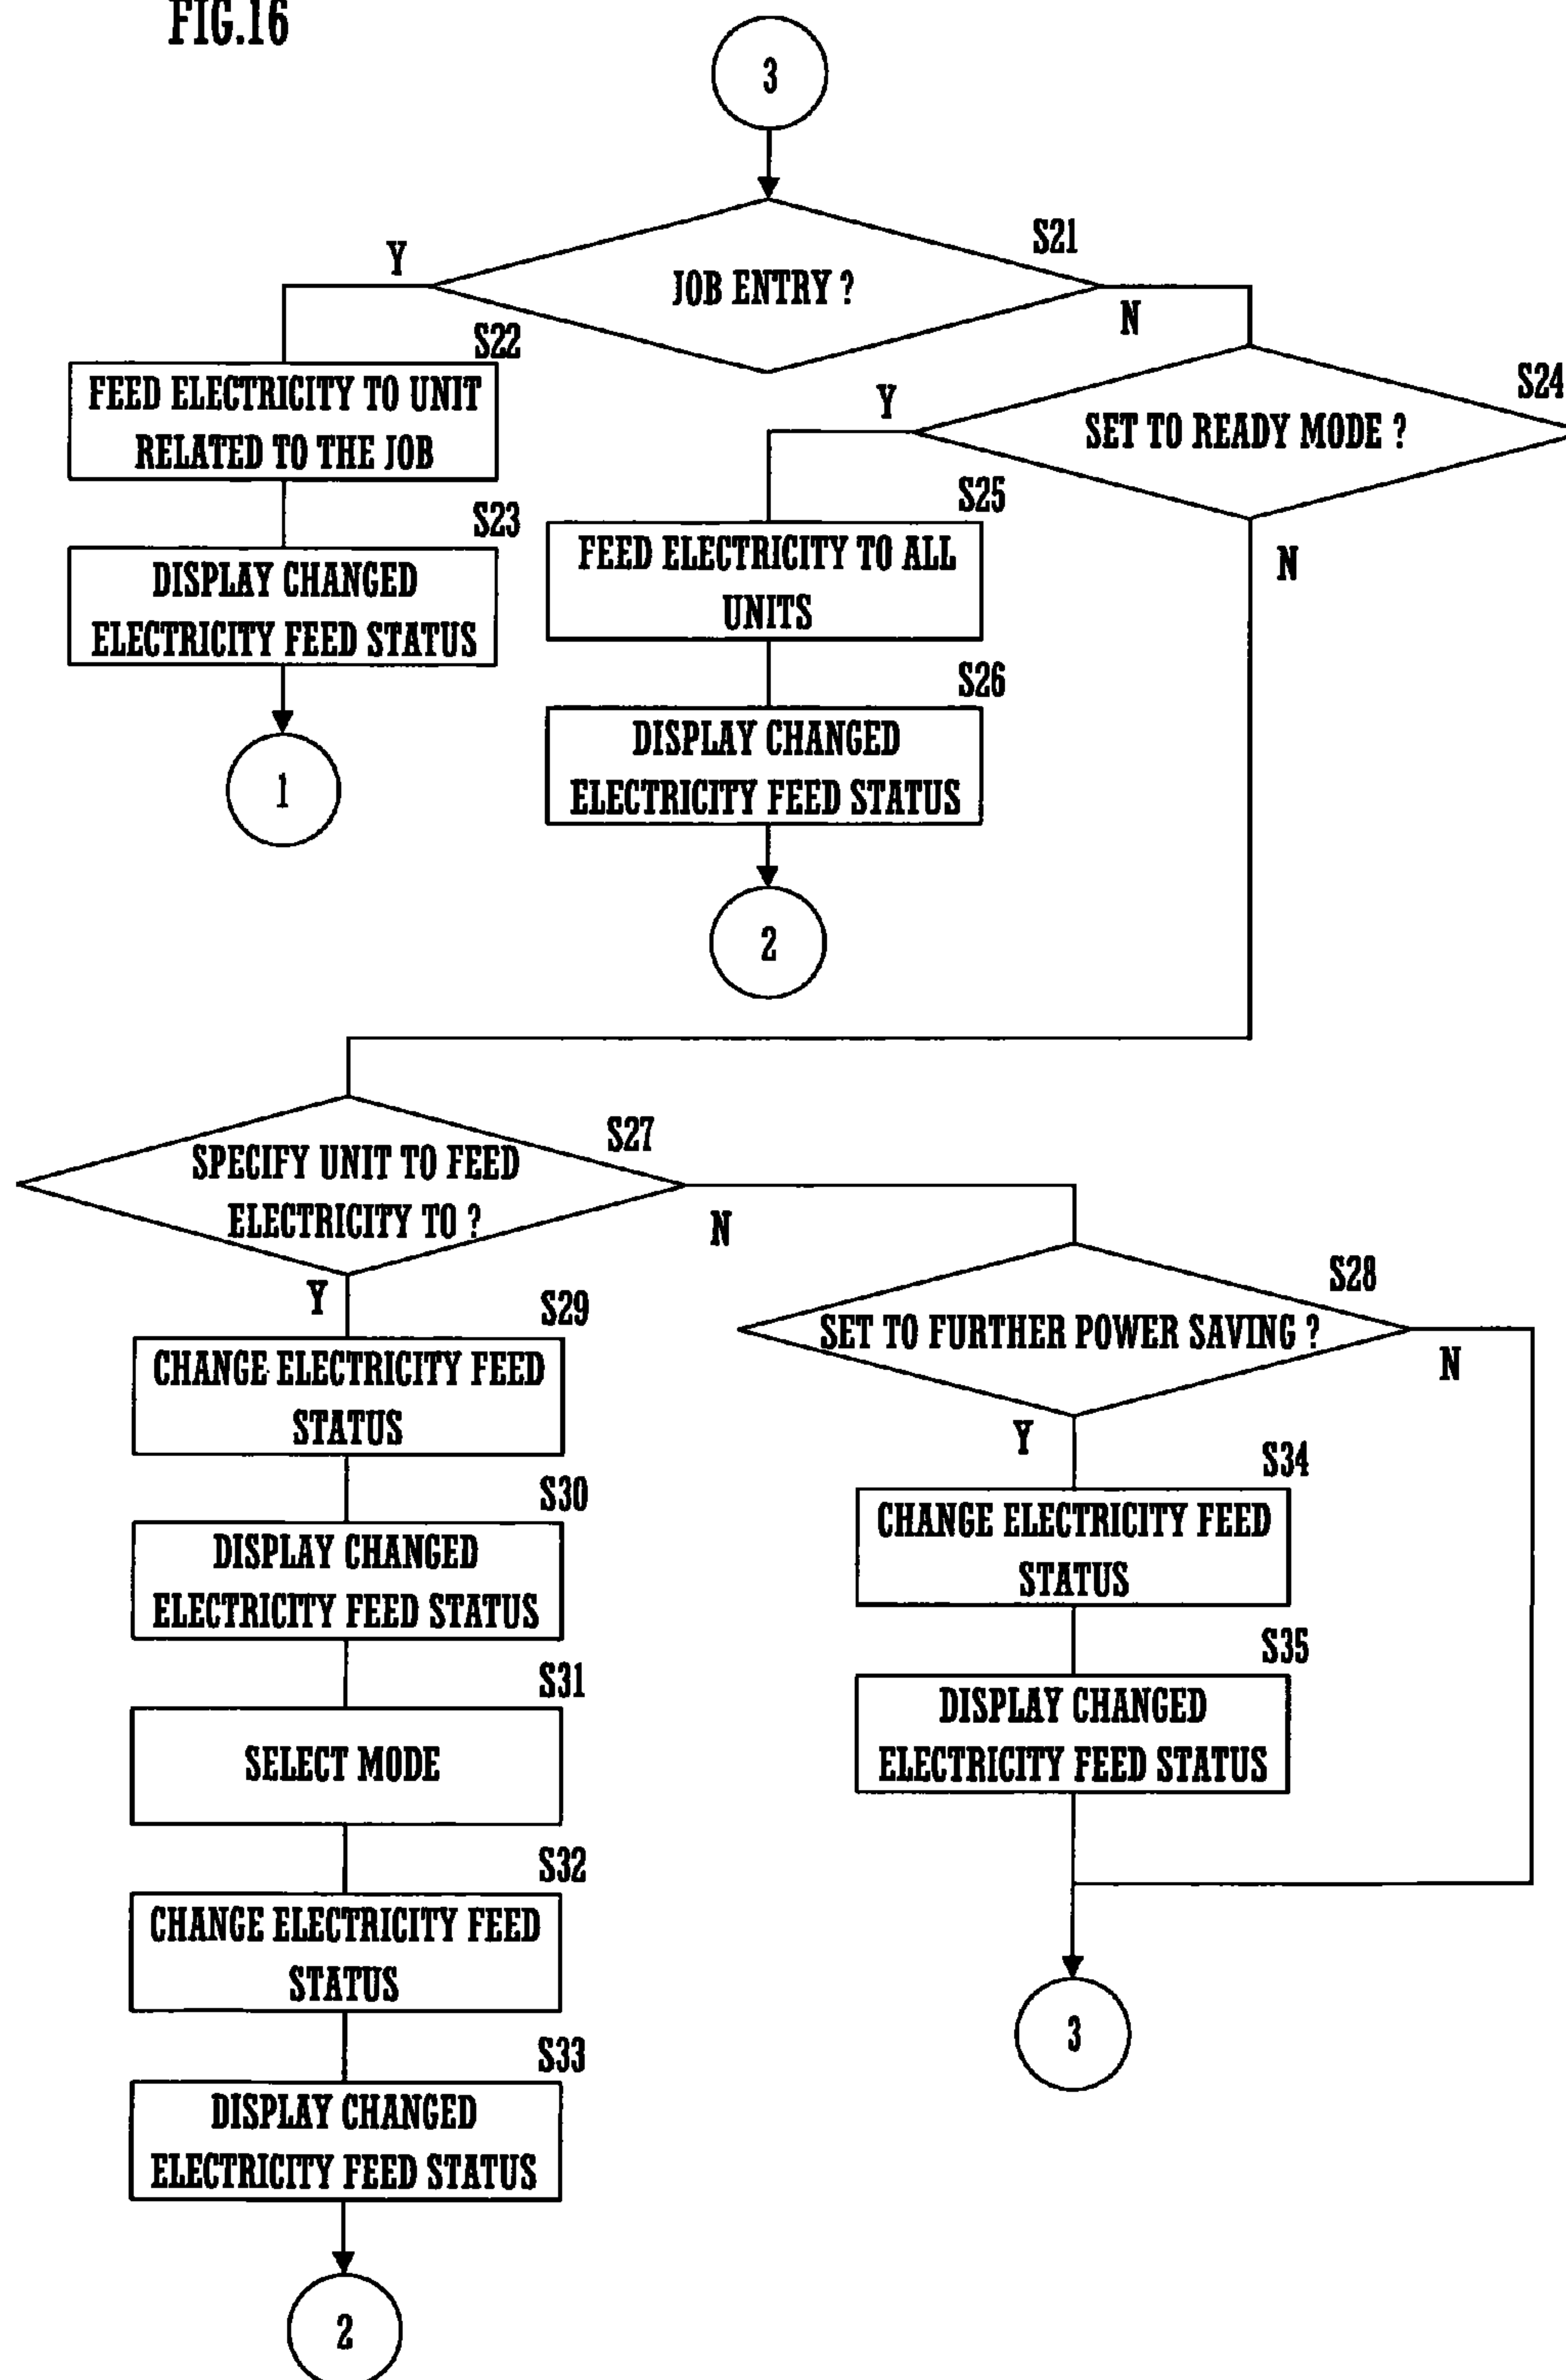 FIG.16
3
S21
Y
JOB ENTRY ?
N
S22
FEED ELECTRICITY TO UNIT
RELATED TO THE JOB
S24
Y
SET TO READY MODE ?
S23
DISPLAY CHANGED
ELECTRICITY FEED STATUS
S25
FEED ELECTRICITY TO ALL
UNITS
N
S26
DISPLAY CHANGED
ELECTRICITY FEED STATUS
1
2
S27
SPECIFY UNIT TO FEED
ELECTRICITY TO ?
N
Y
S28
SET TO FURTHER POWER SAVING ?
N
Y
S29
CHANGE ELECTRICITY FEED
STATUS
S30
DISPLAY CHANGED
ELECTRICITY FEED STATUS
S31
SELECT MODE
S32
CHANGE ELECTRICITY FEED
STATUS
S33
DISPLAY CHANGED
ELECTRICITY FEED STATUS
2
S34
CHANGE ELECTRICITY FEED
STATUS
S35
DISPLAY CHANGED
ELECTRICITY FEED STATUS
3